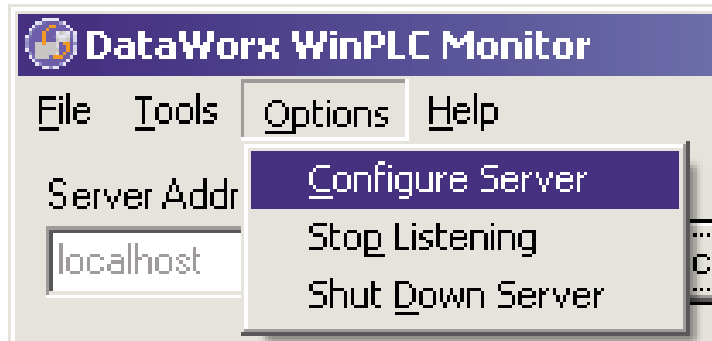 DataWorx WinPLC Monitor
File Tools Options Help
Server Addr
Configure Server
localhost
Stop Listening
Shut Down Server